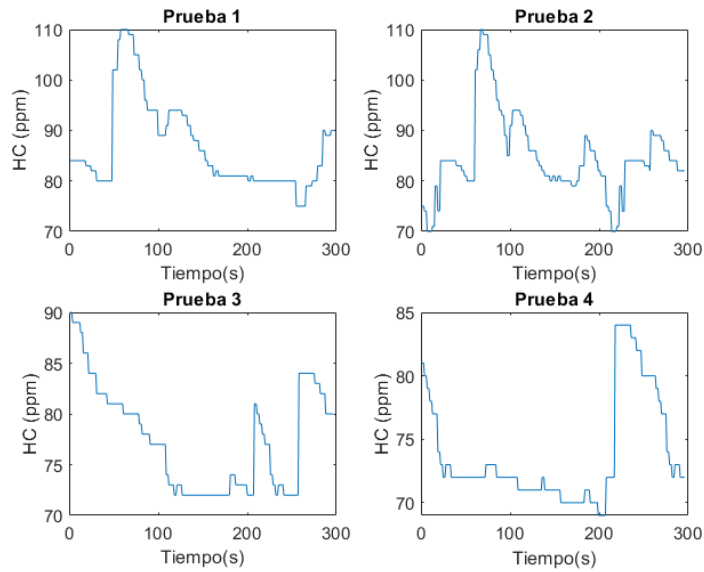 Prueba 1
110
100
90
80
70
HC (ppm)
0 100 200 300
Tiempo(s)
Prueba 2
110
100
90
80
70
HC (ppm)
0 100 200 300
Tiempo(s)
Prueba 3
90
85
80
75
70
HC (ppm)
0 100 200 300
Tiempo(s)
Prueba 4
85
80
75
70
HC (ppm)
0 100 200 300
Tiempo(s)